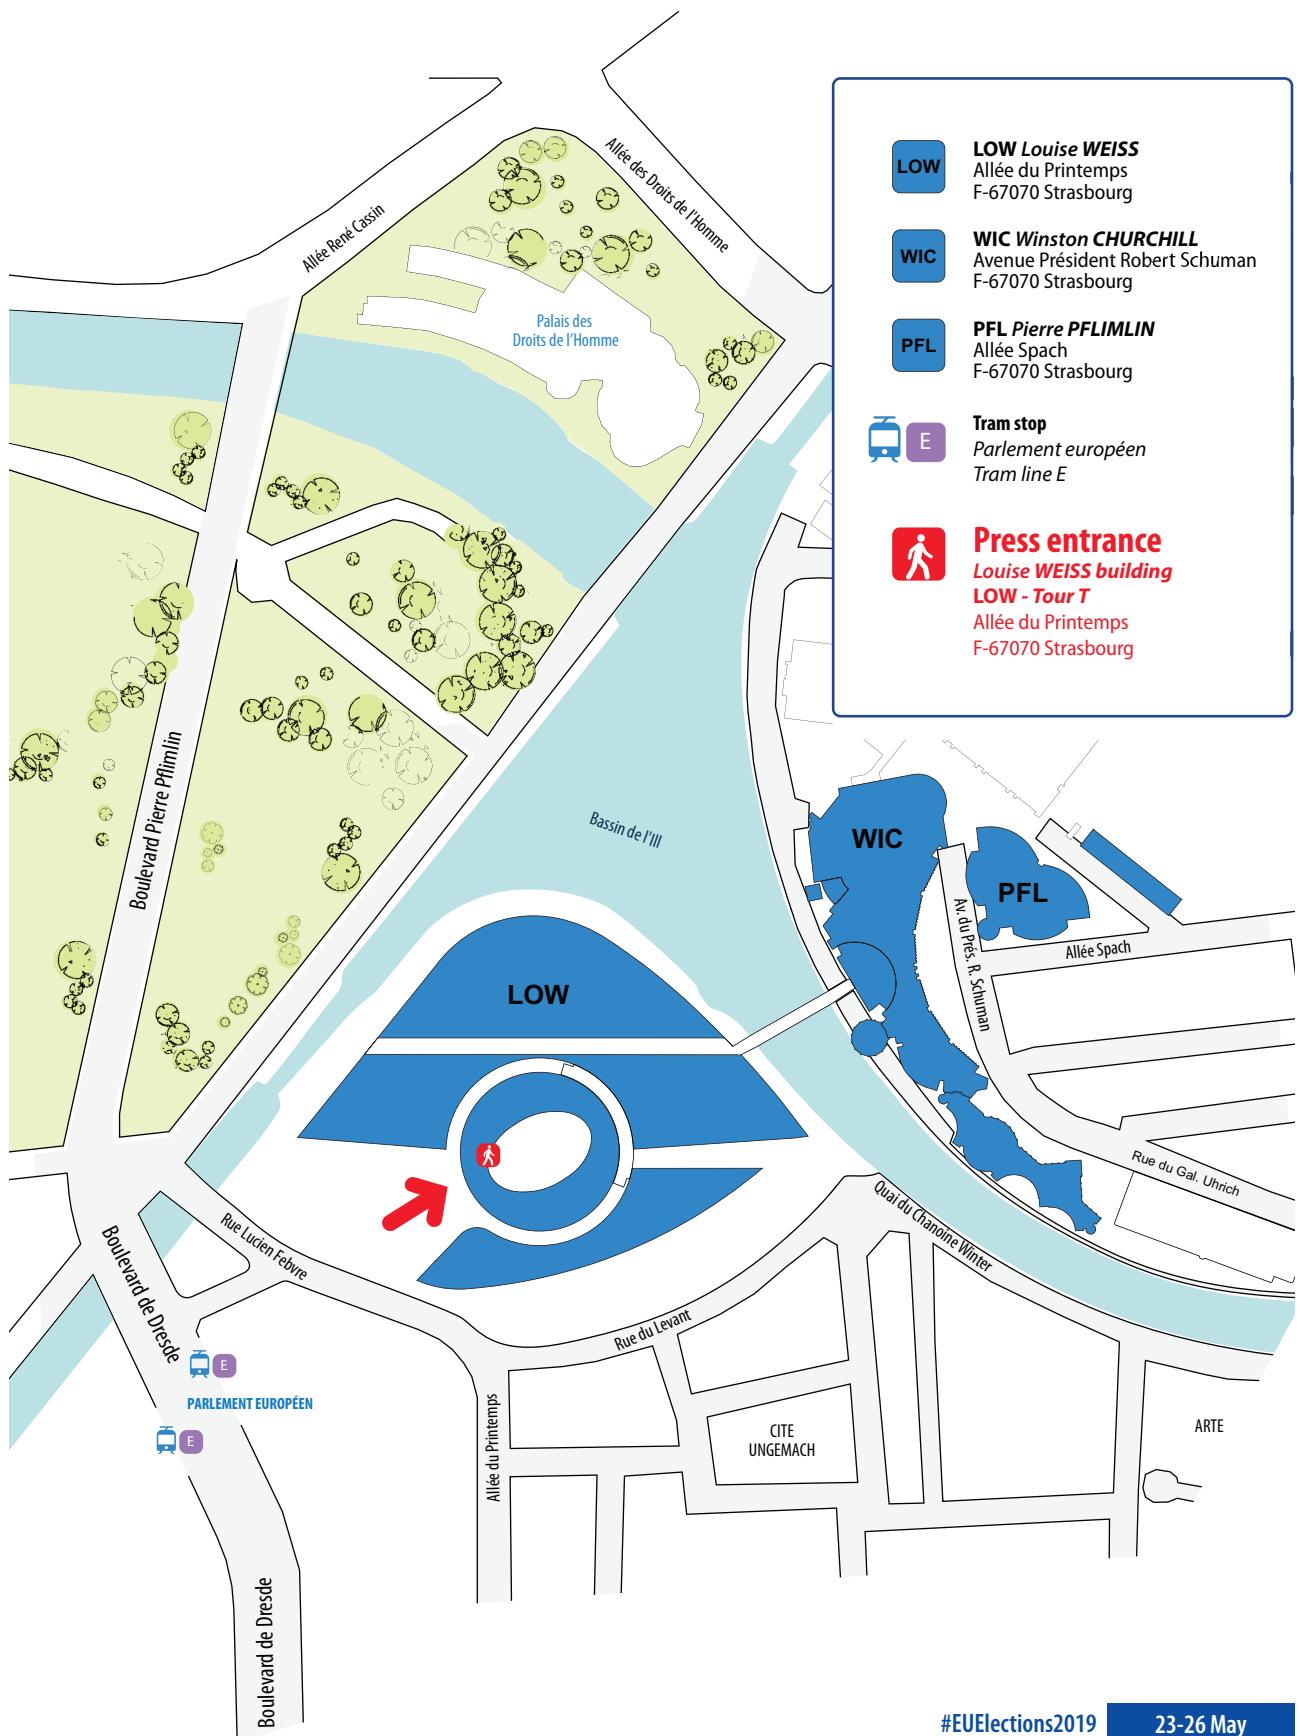 LOW
LOW Louise WEISS
Allée du Printemps
F-67070 Strasbourg
WIC
WIC Winston CHURCHILL
Avenue Président Robert Schuman
F-67070 Strasbourg
PFL
PFL Pierre PFLIMLIN
Allée Spach
F-67070 Strasbourg
E
Tram stop
Parlement européen
Tram line E
Press entrance
Louise WEISS building
LOW - Tour T
Allée du Printemps
F-67070 Strasbourg
Allée des Droits de l'Homme
Allée René Cassin
Palais des
Droits de l'Homme
Boulevard Pierre Pflimlin
Bassin de l'Ill
WIC
PFL
Av. du Prés. R. Schuman
Allée Spach
LOW
Rue du Gal. Uhrich
Quai du Chanoine Winter
Rue Lucien Febvre
Boulevard de Dresde
Rue du Levant
E
PARLEMENT EUROPÉEN
E
Allée du Printemps
CITE
UNGEMACH
ARTE
Boulevard de Dresde
#EUElections2019
23-26 May